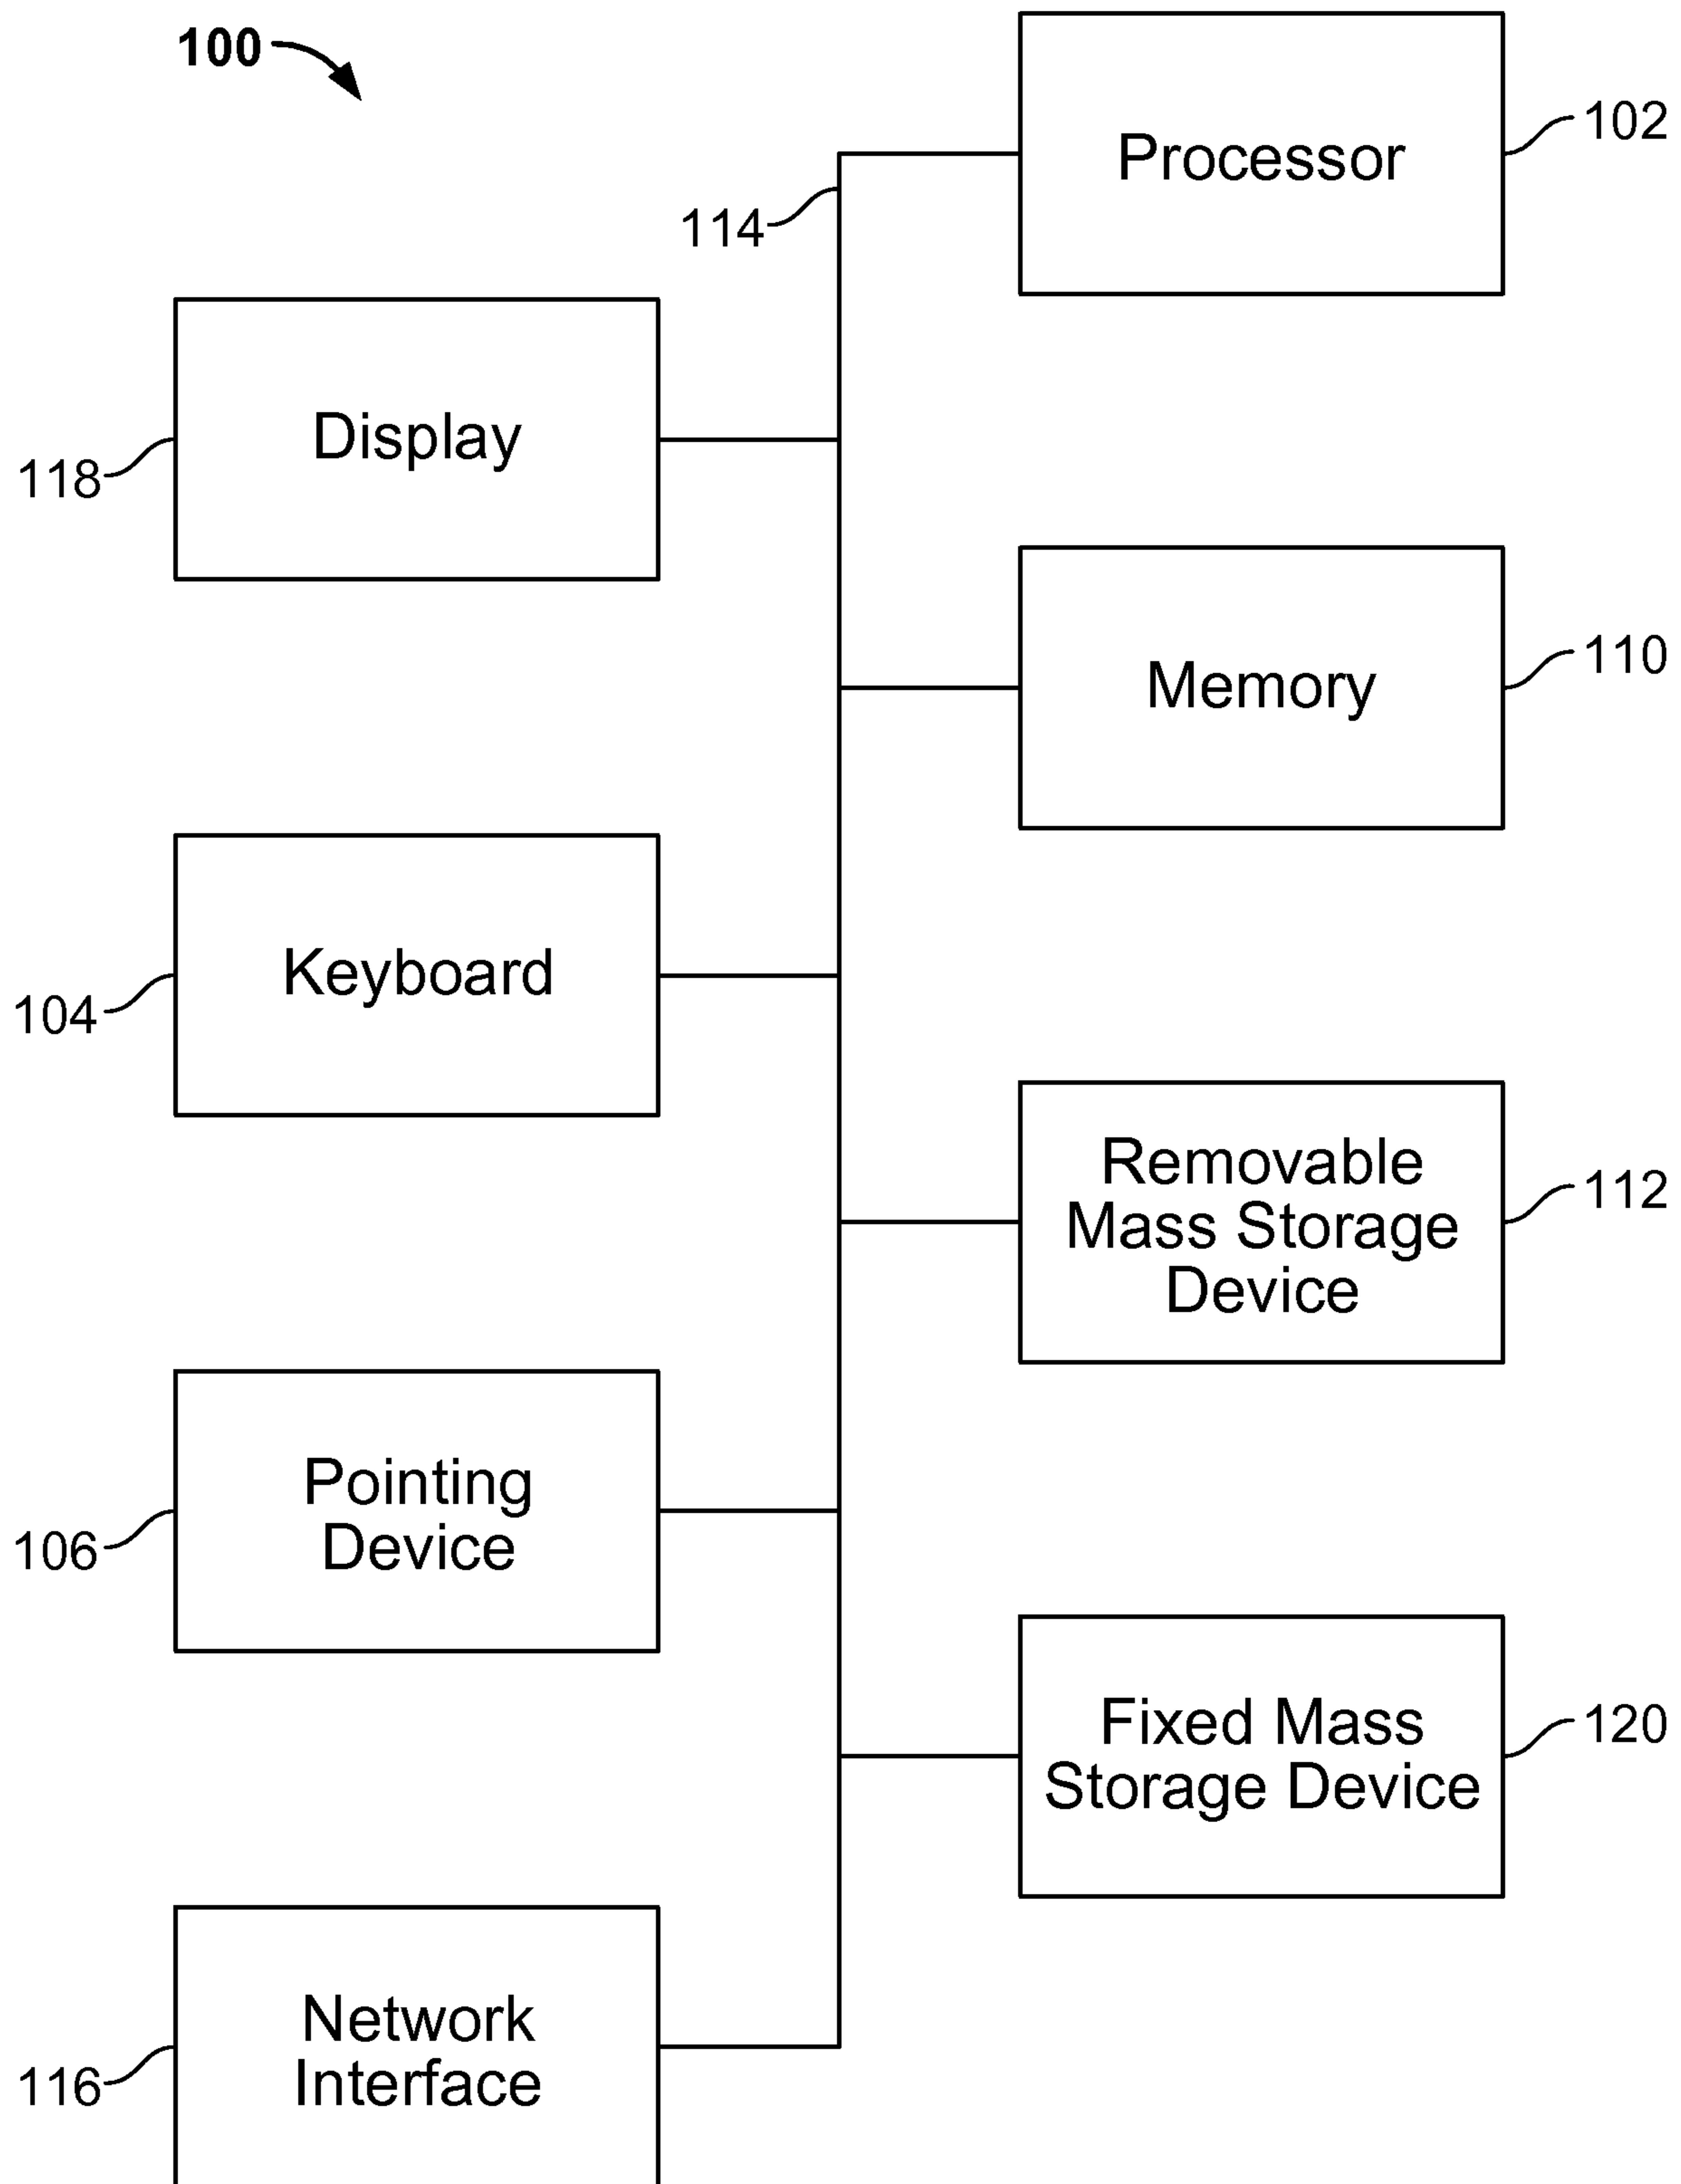 100
Processor
102
114
Display
118
Memory
110
Keyboard
104
Removable
Mass Storage
Device
112
Pointing
Device
106
Fixed Mass
Storage Device
120
Network
Interface
116